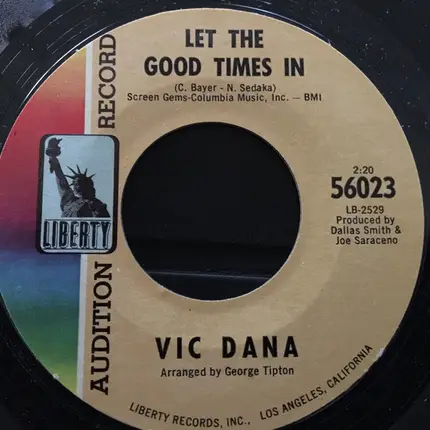 LET THE
GOOD TIMES IN
(C. Bayer - N. Sedaka)
Screen Gems-Columbia Music, Inc. — BMI
AUDITION RECORD
LIBERTY
2:20
56023
LB-2529
Produced by
Dallas Smith &
Joe Saraceno
VIC DANA
Arranged by George Tipton
LIBERTY RECORDS, INC., LOS ANGELES, CALIFORNIA